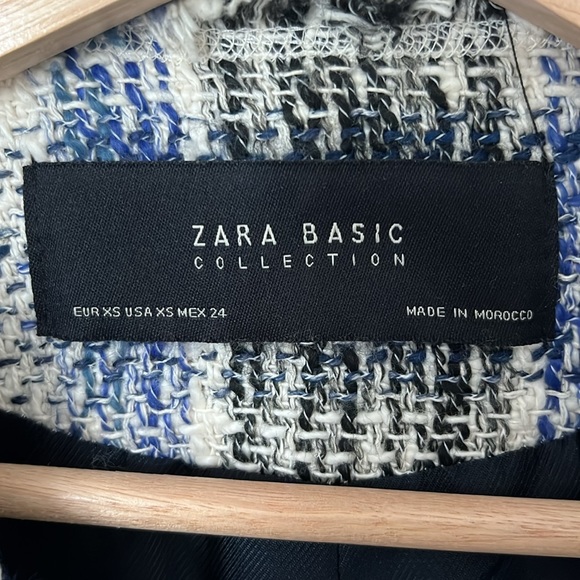 ZARA BASIC
COLLECTION
EUR XS USA XS MEX 24
MADE IN MOROCCO